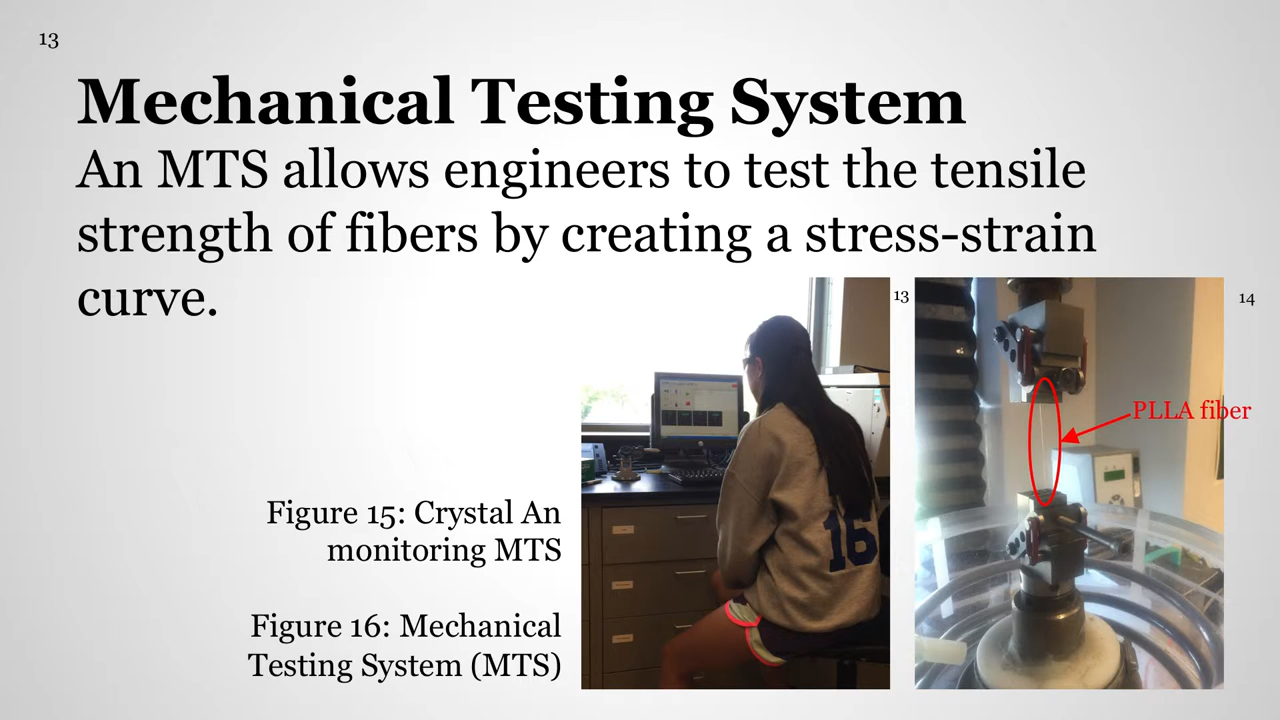 13
Mechanical Testing System
An MTS allows engineers to test the tensile
strength of fibers by creating a stress-strain
curve.
13
14
PLLA fiber
Figure 15: Crystal An
monitoring MTS
16
Figure 16: Mechanical
Testing System (MTS)